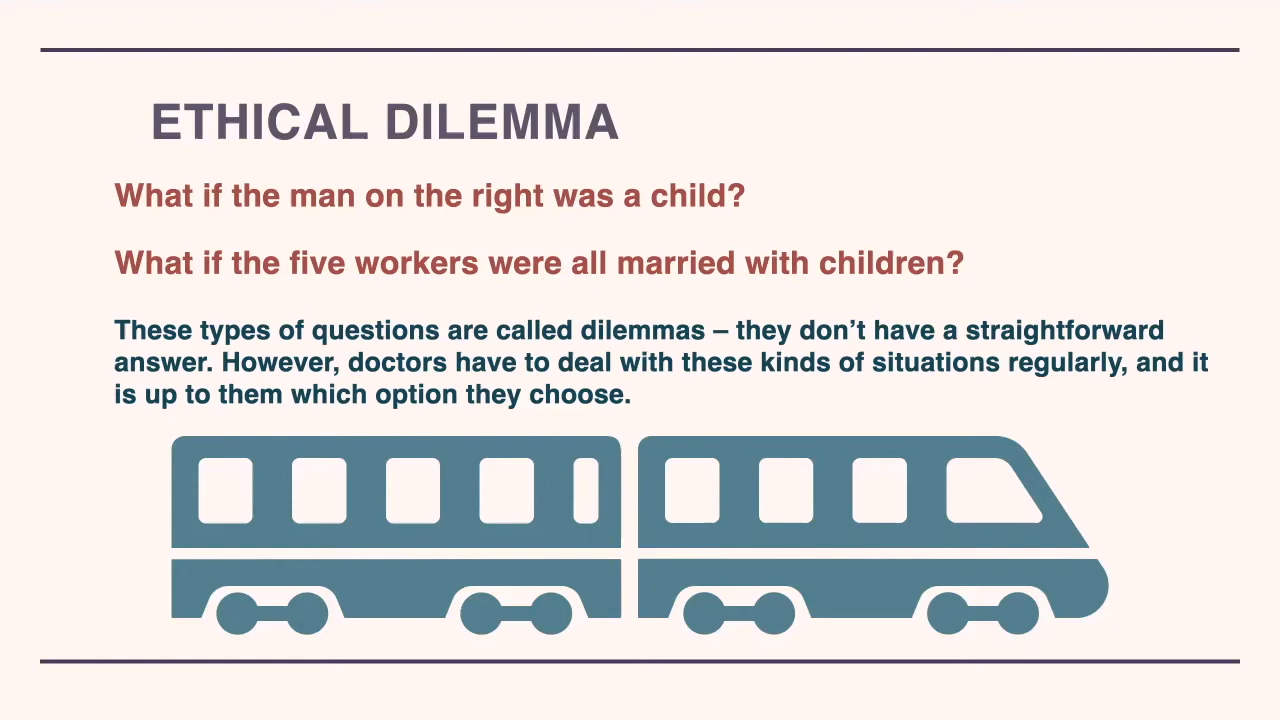 ETHICAL DILEMMA
What if the man on the right was a child?
What if the five workers were all married with children?
These types of questions are called dilemmas – they don’t have a straightforward
answer. However, doctors have to deal with these kinds of situations regularly, and it
is up to them which option they choose.